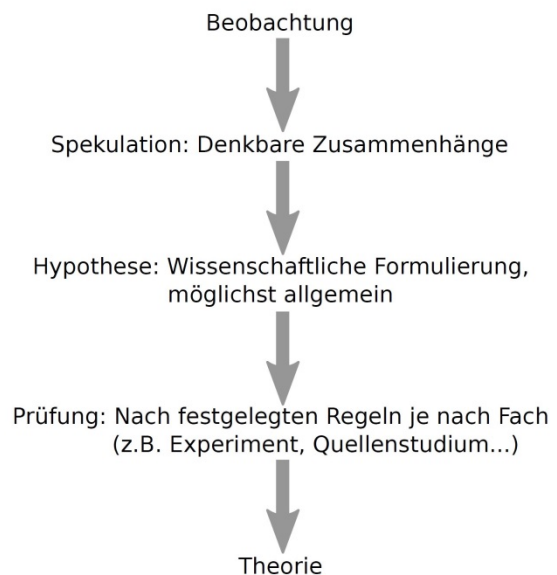 Beobachtung
Spekulation: Denkbare Zusammenhänge
Hypothese: Wissenschaftliche Formulierung,
möglichst allgemein
Prüfung: Nach festgelegten Regeln je nach Fach
(z.B. Experiment, Quellenstudium...)
Theorie